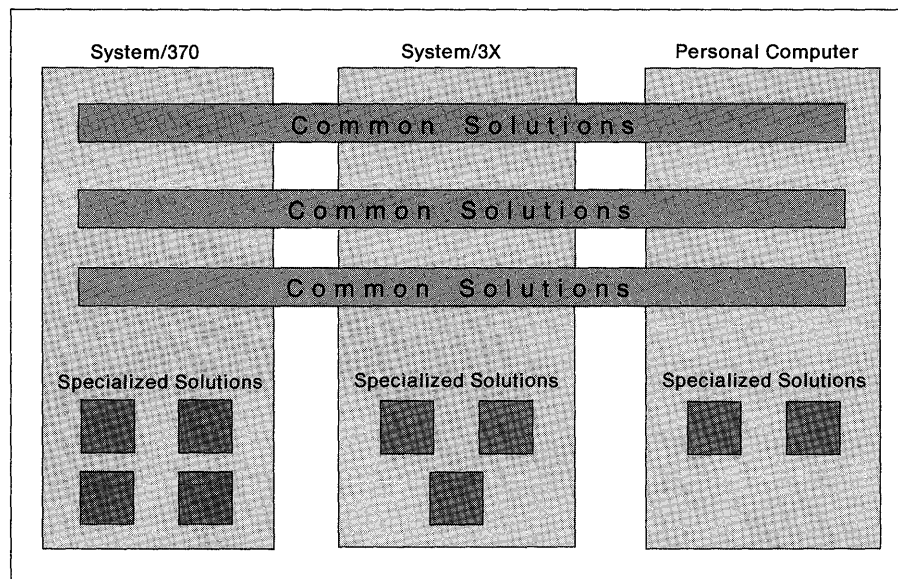 System/370
System/3X
Personal Computer
Common Solutions
Common Solutions
Common Solutions
Specialized Solutions
Specialized Solutions
Specialized Solutions